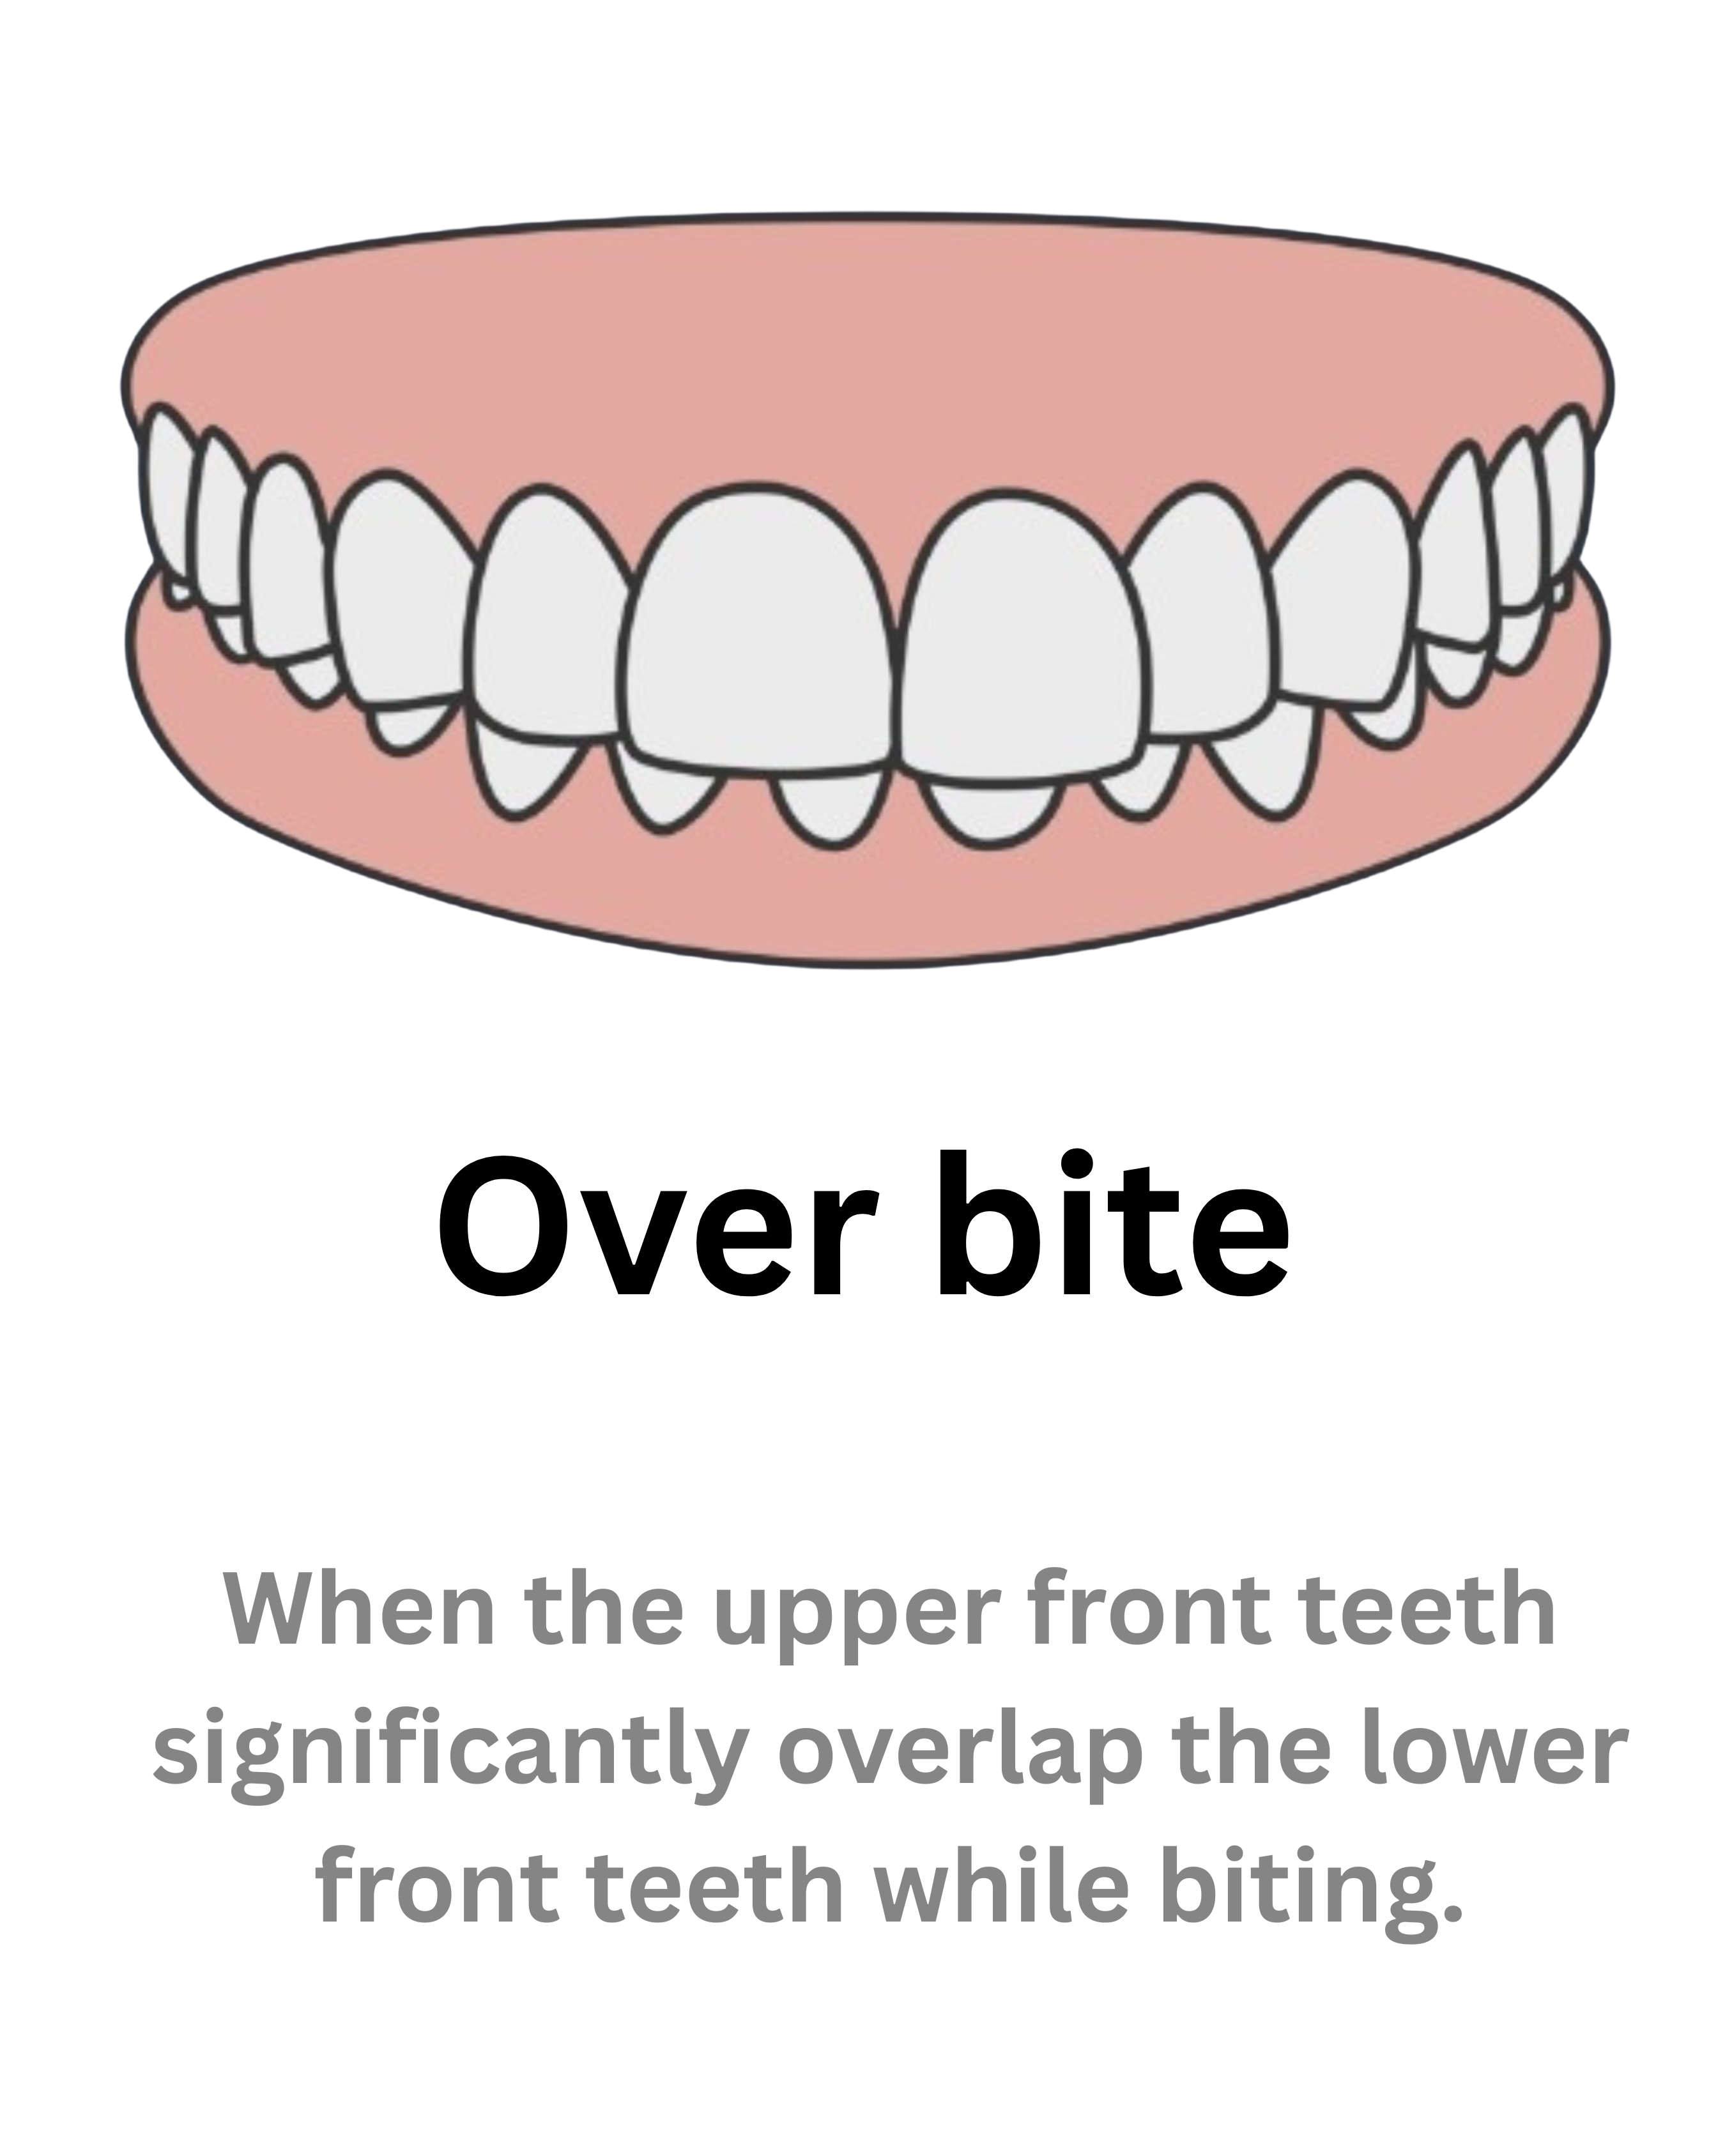 Over bite
When the upper front teeth
significantly overlap the lower
front teeth while biting.